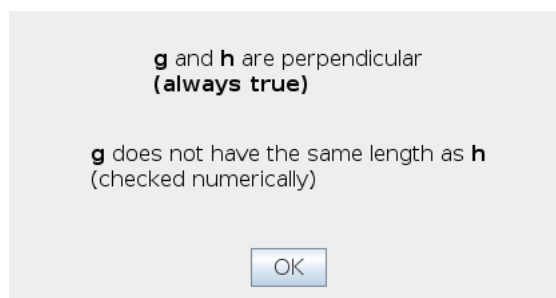 g and h are perpendicular
(always true)
g does not have the same length as h
(checked numerically)
OK